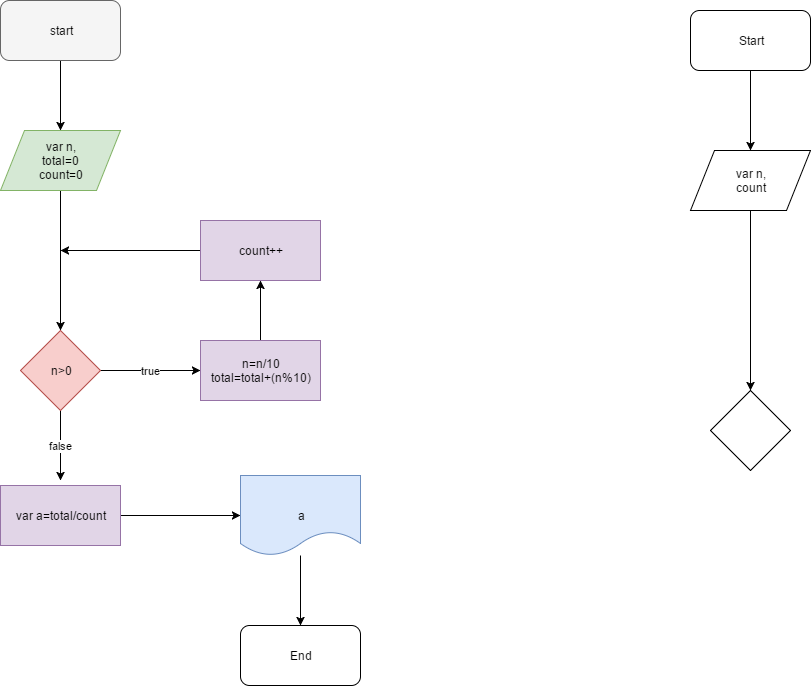 start
var n,
total=0
count=0
count++
n>0
true
n=n/10
total=total+(n%10)
false
var a=total/count
a
End
Start
var n,
count